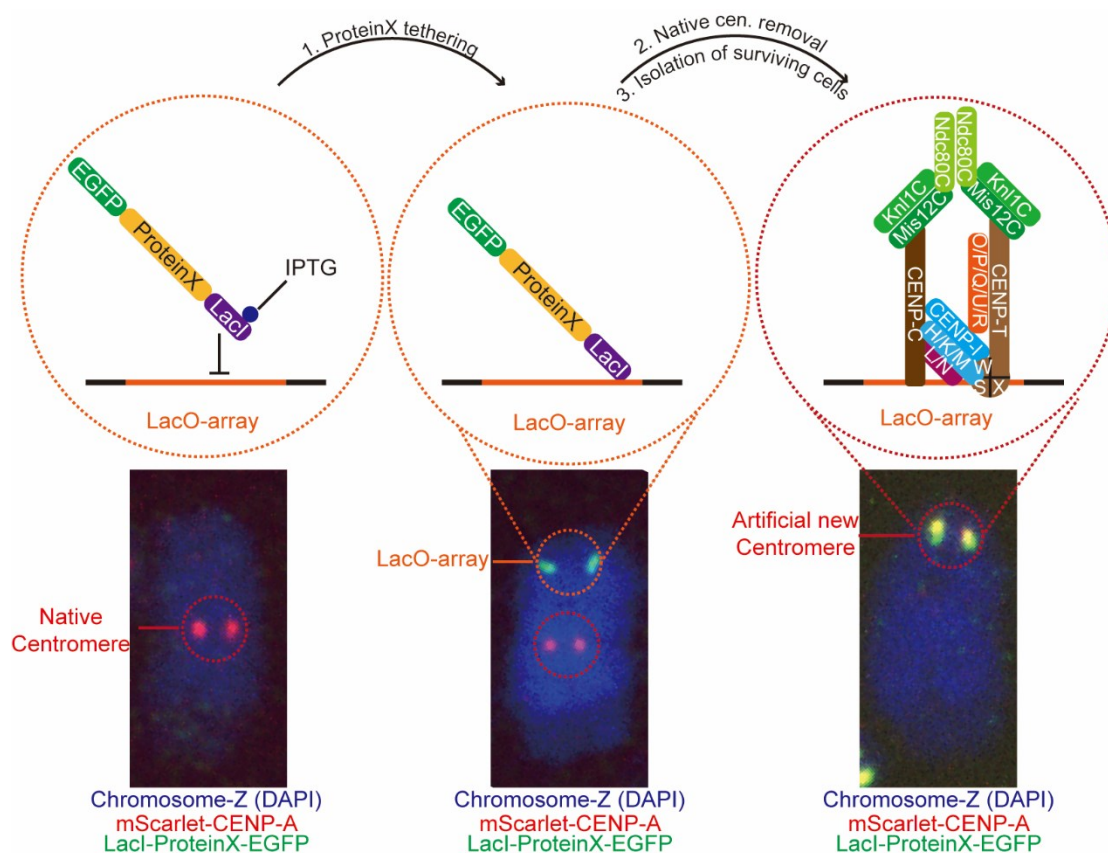 1. ProteinX tethering
2. Native cen. removal
3. Isolation of surviving cells
EGFP
ProteinX
LacI
IPTG
LacO-array
EGFP
ProteinX
LacI
LacO-array
Ndc80C
Ndc80C
Knl1C
Mis12C
Knl1C
Mis12C
CENP-C
O/P/Q/U/R
CENP-T
CENP-I
H/K/M
L/N
W
S
X
LacO-array
Native
Centromere
LacO-array
Artificial new
Centromere
Chromosome-Z (DAPI)
mScarlet-CENP-A
LacI-ProteinX-EGFP
Chromosome-Z (DAPI)
mScarlet-CENP-A
LacI-ProteinX-EGFP
Chromosome-Z (DAPI)
mScarlet-CENP-A
LacI-ProteinX-EGFP